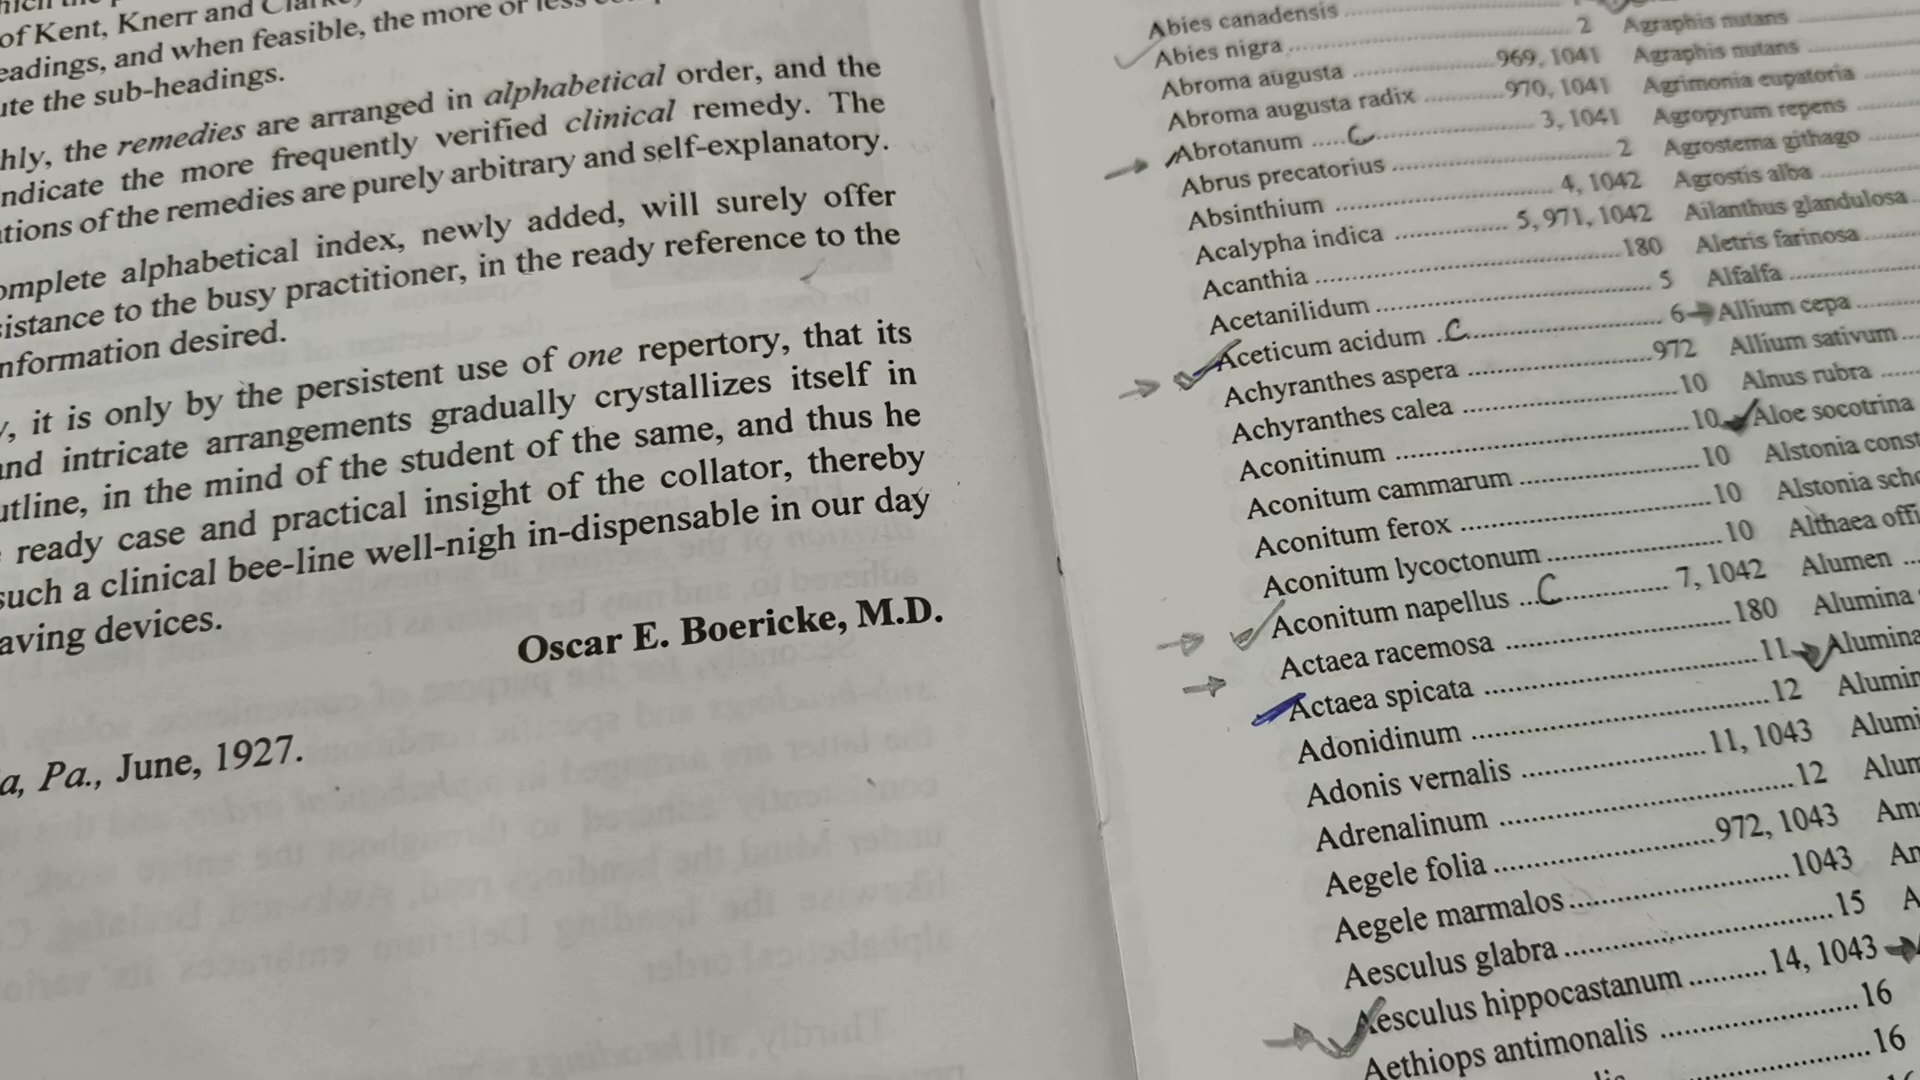 of Kent, Knerr and
eadings, and when feasible, the more or less
ute the sub-headings.
hly, the remedies are arranged in alphabetical order, and the
ndicate the more frequently verified clinical remedy. The
tions of the remedies are purely arbitrary and self-explanatory.
omplete alphabetical index, newly added, will surely offer
istance to the busy practitioner, in the ready reference to the
nformation desired.
y, it is only by the persistent use of one repertory, that its
nd intricate arrangements gradually crystallizes itself in
utline, in the mind of the student of the same, and thus he
ready case and practical insight of the collator, thereby
such a clinical bee-line well-nigh in-dispensable in our day
aving devices.
Oscar E. Boericke, M.D.
a, Pa., June, 1927.
Abies canadensis
Abies nigra ... 2
Abroma augusta ... 969, 1041
Abroma augusta radix ... 970, 1041
Abrotanum ... C ... 3, 1041
Abrus precatorius ... 2
Absinthium ... 4, 1042
Acalypha indica ... 5, 971, 1042
Acanthia ... 180
Acetanilidum ... 5
Aceticum acidum . C ... 6
Achyranthes aspera ... 972
Achyranthes calea ... 10
Aconitinum ... 10
Aconitum cammarum ... 10
Aconitum ferox ... 10
Aconitum lycoctonum ... 10
Aconitum napellus ... C ... 7, 1042
Actaea racemosa ... 180
Actaea spicata ... 11
Adonidinum ... 12
Adonis vernalis ... 11, 1043
Adrenalinum ... 12
Aegele folia ... 972, 1043
Aegele marmalos ... 1043
Aesculus glabra ... 15
Aesculus hippocastanum ... 14, 1043
Aethiops antimonalis ... 16
16
Agraphis nutans
Agraphis nutans
Agrimonia eupatoria
Agropyrum repens
Agrostema githago
Agrostis alba
Ailanthus glandulosa
Aletris farinosa
Alfalfa
Allium cepa
Allium sativum
Alnus rubra
Aloe socotrina
Alstonia const
Alstonia scho
Althaea offi
Alumen
Alumina
Alumina
Alumin
Alumi
Alum
Am
An
A